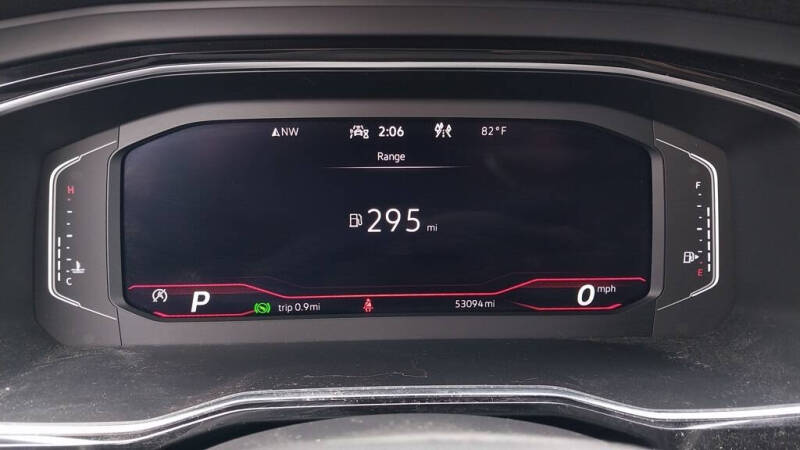 NW 2:06 82°F
Range
H F
295 mi
C E
P 0 mph
trip 0.9mi 53094mi